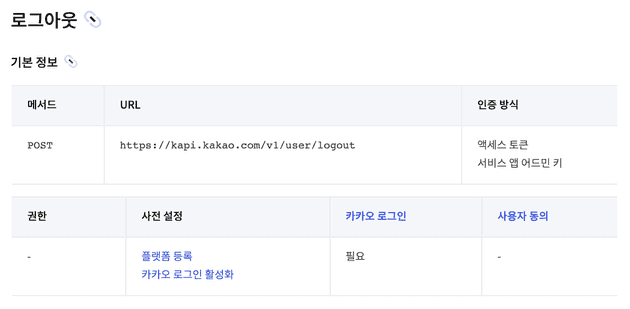 로그아웃
기본 정보
메서드 URL 인증 방식
POST https://kapi.kakao.com/v1/user/logout 액세스 토큰
서비스 앱 어드민 키
권한 사전 설정 카카오 로그인 사용자 동의
- 플랫폼 등록 필요 -
카카오 로그인 활성화